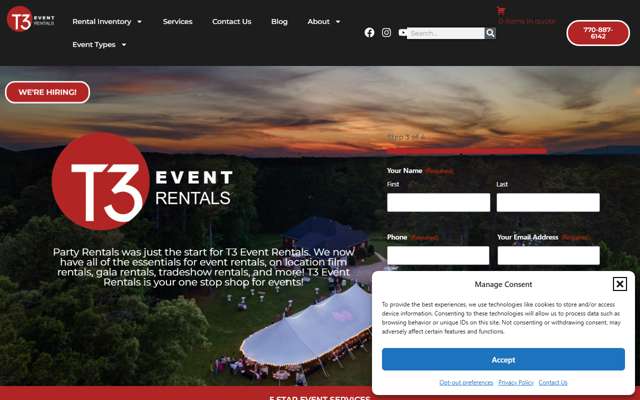 T3 EVENT RENTALS
Rental Inventory
Services
Contact Us
Blog
About
Event Types
Search...
0 items in quote
770-887-6142
WE'RE HIRING!
T3 EVENT
RENTALS
Party Rentals was just the start for T3 Event Rentals. We now
have all of the essentials for event rentals, on location film
rentals, gala rentals, tradeshow rentals, and more! T3 Event
Rentals is your one stop shop for events!
Your Name (Required)
First
Last
Phone (Required)
Your Email Address (Required)
Manage Consent
To provide the best experiences, we use technologies like cookies to store and/or access
device information. Consenting to these technologies will allow us to process data such as
browsing behavior or unique IDs on this site. Not consenting or withdrawing consent, may
adversely affect certain features and functions.
Accept
Opt-out preferences
Privacy Policy
Contact Us
5 STAR EVENT SERVICES